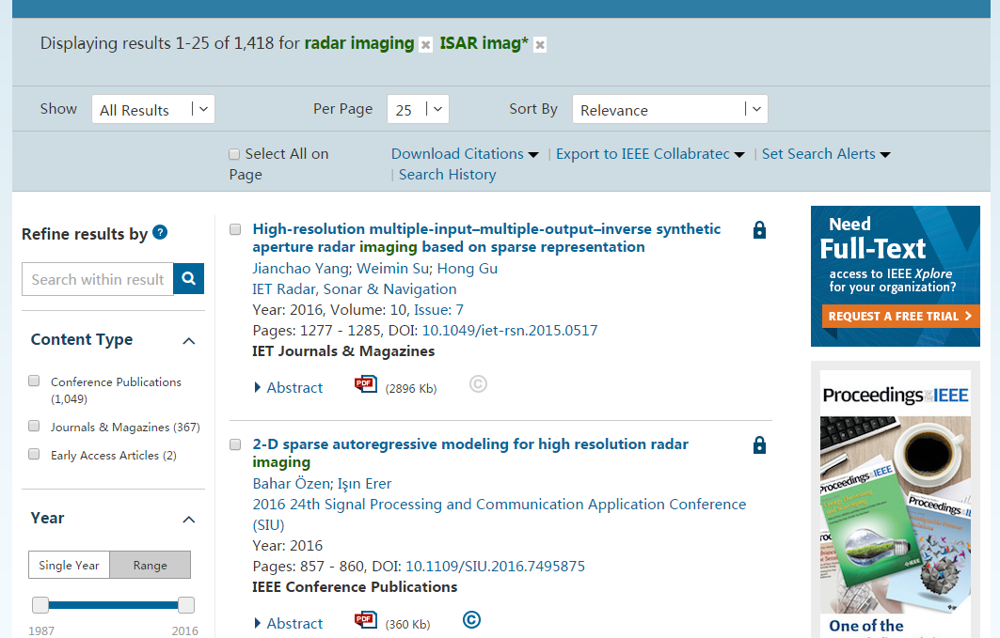 Displaying results 1-25 of 1,418 for radar imaging × ISAR imag* ×
Show All Results Per Page 25 Sort By Relevance
Select All on Page
Download Citations | Export to IEEE Collabratec | Set Search Alerts
| Search History
Refine results by ?
Search within result
Content Type
Conference Publications
(1,049)
Journals & Magazines (367)
Early Access Articles (2)
Year
Single Year Range
1987 2016
High-resolution multiple-input–multiple-output–inverse synthetic
aperture radar imaging based on sparse representation
Jianchao Yang; Weimin Su; Hong Gu
IET Radar, Sonar & Navigation
Year: 2016, Volume: 10, Issue: 7
Pages: 1277 - 1285, DOI: 10.1049/iet-rsn.2015.0517
IET Journals & Magazines
Abstract PDF (2896 Kb) ©
2-D sparse autoregressive modeling for high resolution radar
imaging
Bahar Özen; Işın Erer
2016 24th Signal Processing and Communication Application Conference
(SIU)
Year: 2016
Pages: 857 - 860, DOI: 10.1109/SIU.2016.7495875
IEEE Conference Publications
Abstract PDF (360 Kb) ©
Need
Full-Text
access to IEEE Xplore
for your organization?
REQUEST A FREE TRIAL >
Proceedings OF THE IEEE
Proceedings IEEE
Proceedings
One of the